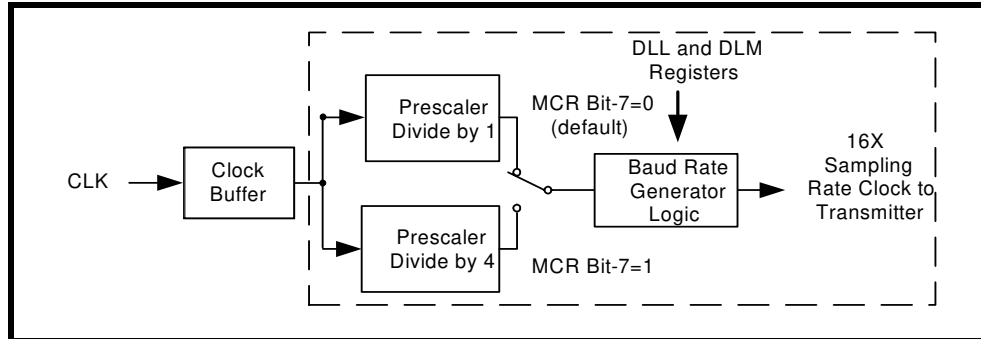 DLL and DLM
Registers
Prescaler
Divide by 1
MCR Bit-7=0
(default)
16X
Sampling
Rate Clock to
Transmitter
CLK
Clock
Buffer
Baud Rate
Generator
Logic
Prescaler
Divide by 4
MCR Bit-7=1